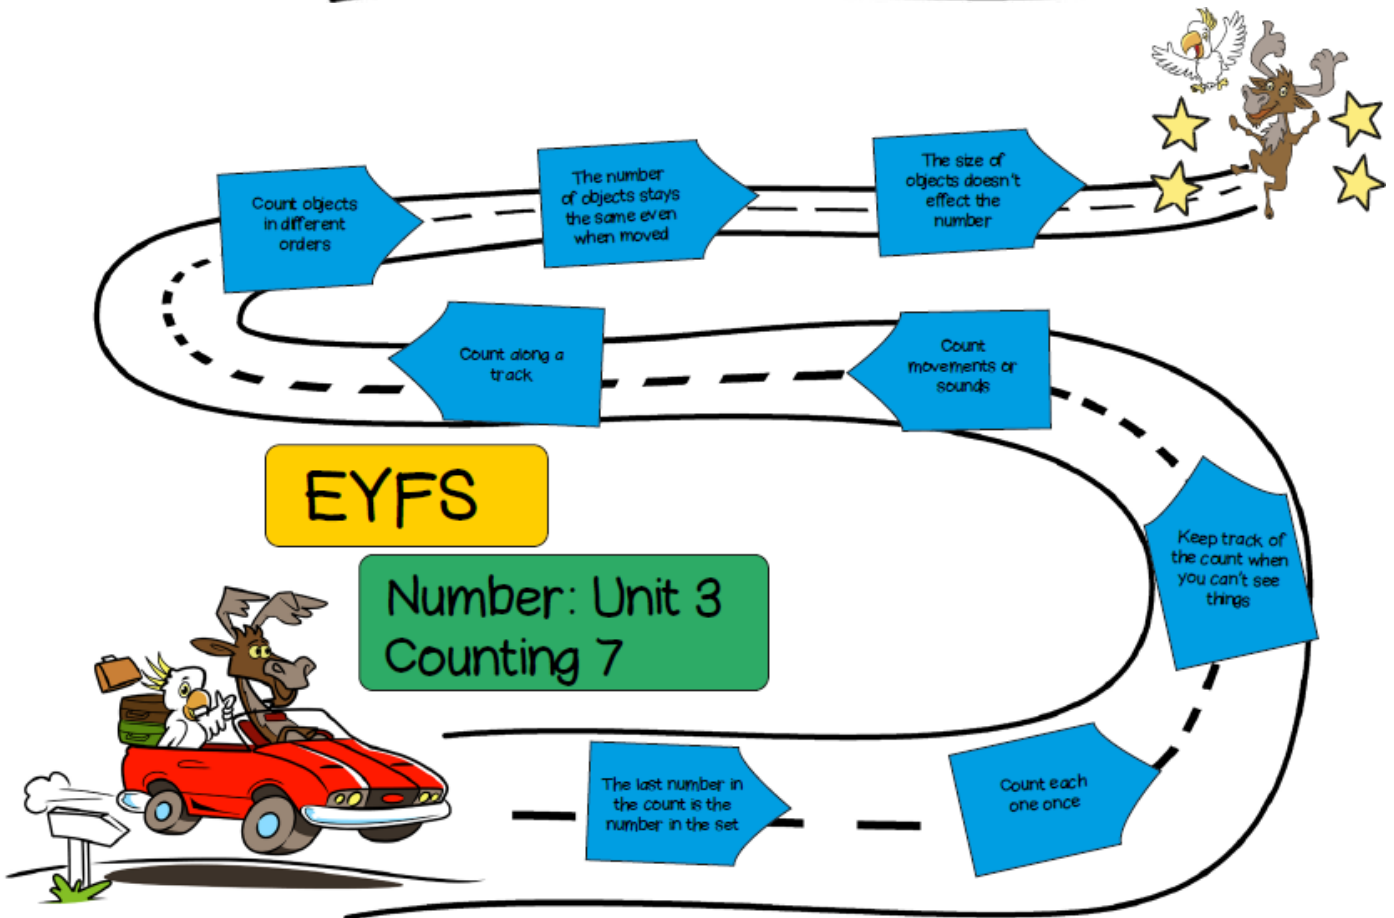 The size of
objects doesn't
effect the
number
The number
of objects stays
the same even
when moved
Count objects
in different
orders
Count along a
track
Count
movements or
sounds
EYFS
Keep track of
the count when
you can't see
things
Number: Unit 3
Counting 7
The last number in
the count is the
number in the set
Count each
one once